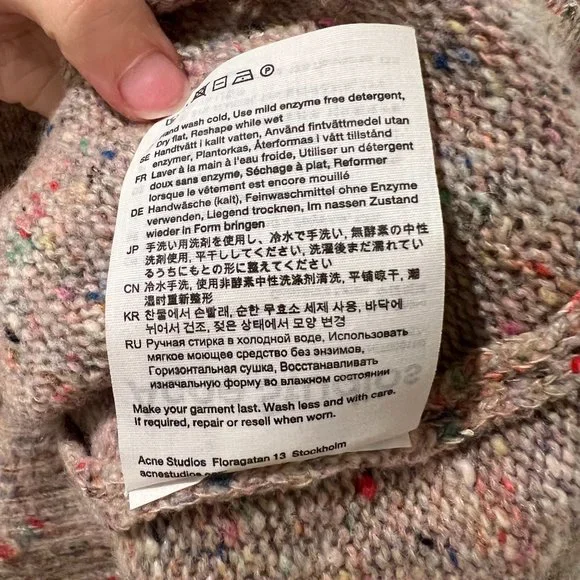 and wash cold, Use mild enzyme free detergent,
Dry flat, Reshape while wet
SE Handtvätt i kallt vatten, Använd fintvättmedel utan
enzymer, Plantorkas, Återformas i vått tillstånd
FR Laver à la main à l'eau froide, Utiliser un détergent
doux sans enzyme, Séchage à plat, Reformer
lorsque le vêtement est encore mouillé
DE Handwäsche (kalt), Feinwaschmittel ohne Enzyme
verwenden, Liegend trocknen, Im nassen Zustand
wieder in Form bringen
JP 手洗い用洗剤を使用し、冷水で手洗い, 無酵素の中性
洗剤使用, 平干ししてください, 洗濯後まだ濡れてい
るうちにもとの形に整えてください
CN 冷水手洗, 使用非酵素中性洗涤剂清洗, 平铺晾干, 潮
湿时重新整形
KR 찬물에서 손빨래, 순한 무효소 세제 사용, 바닥에
뉘어서 건조, 젖은 상태에서 모양 변경
RU Ручная стирка в холодной воде, Использовать
мягкое моющее средство без энзимов,
Горизонтальная сушка, Восстанавливать
изначальную форму во влажном состоянии
Make your garment last. Wash less and with care.
If required, repair or resell when worn.
Acne Studios Floragatan 13 Stockholm
acnestudios